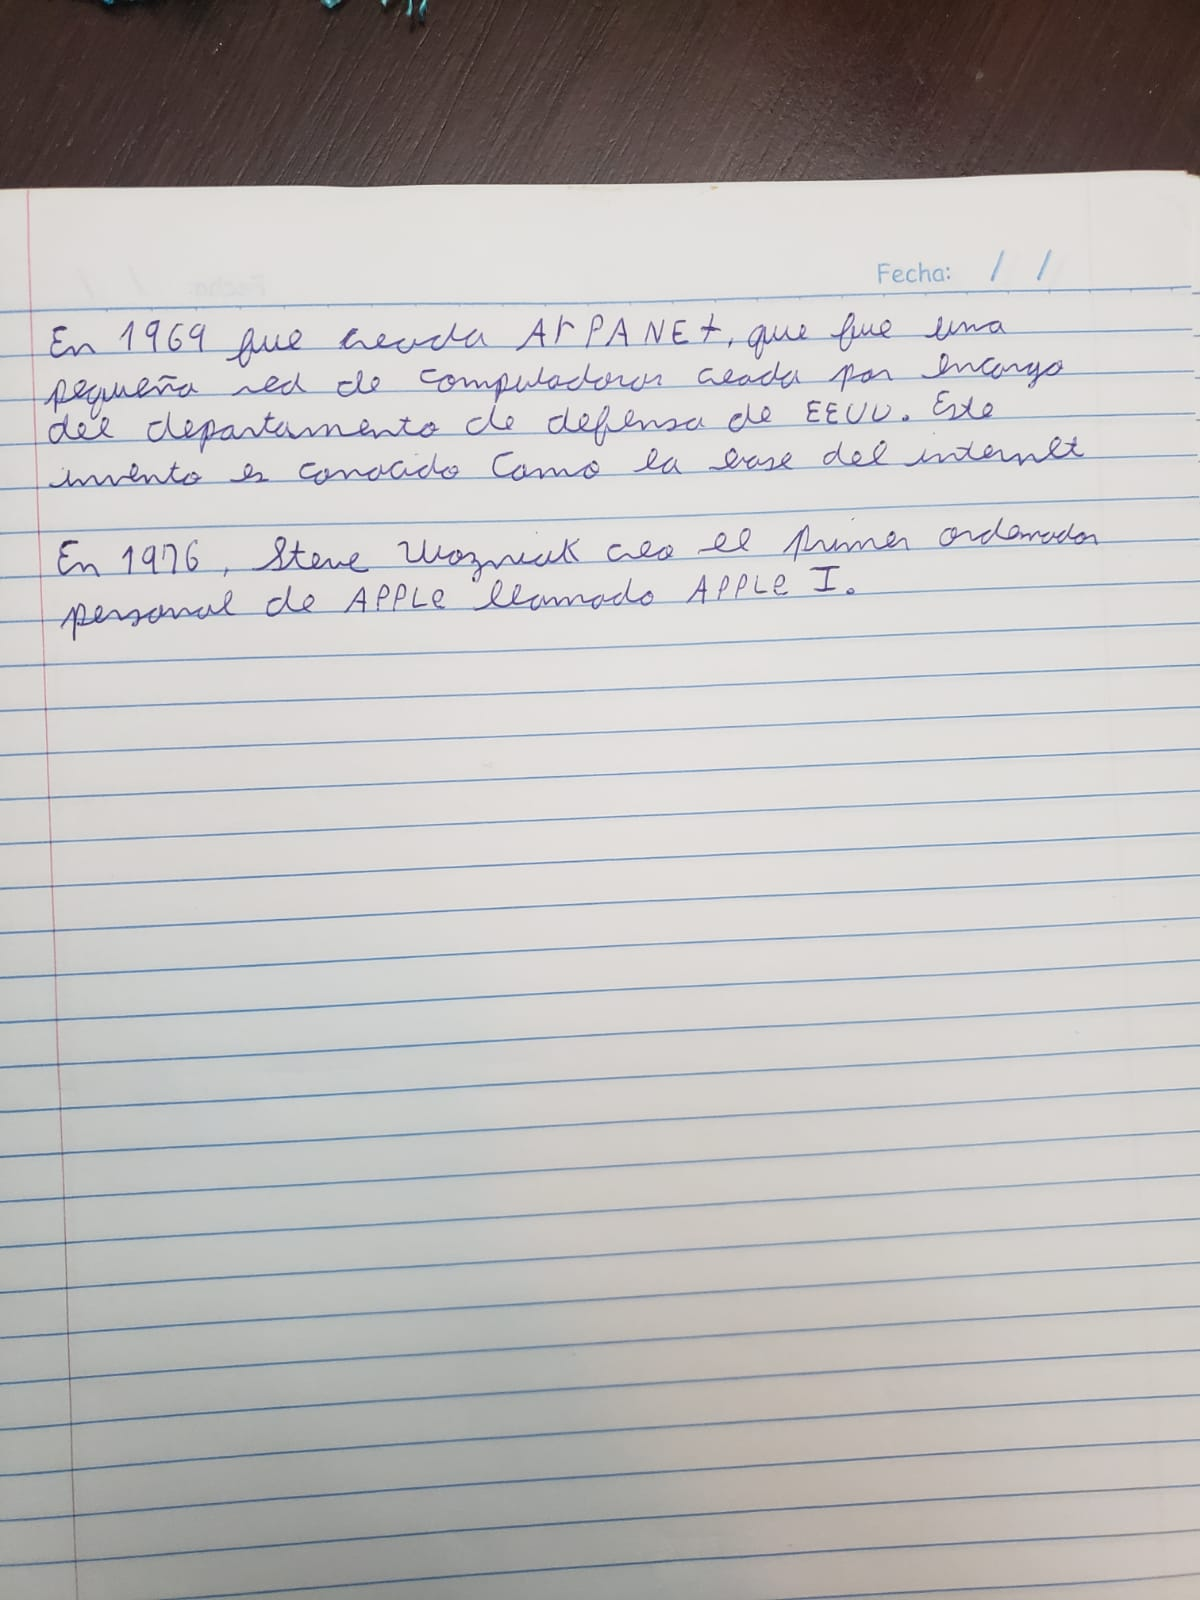 Fecha: / /
En 1969 fue creada ArPANEt, que fue una
pequeña red de computadoras creada por encargo
del departamento de defensa de EEUU. Este
invento es conocido como la base del internet
En 1976, Steve Wozniak creo el primer ordenador
personal de APPLe llamado APPLE I.